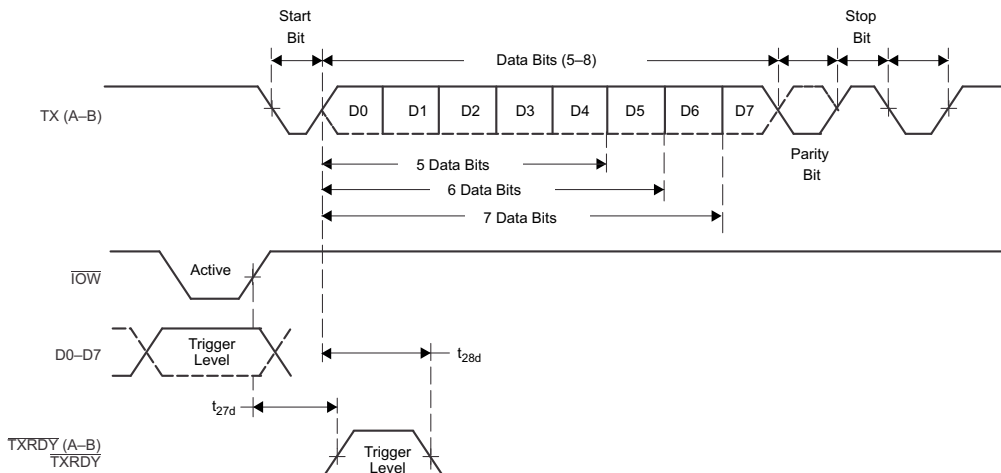 Start
Bit
Stop
Bit
Data Bits (5–8)
TX (A–B)
D0 D1 D2 D3 D4 D5 D6 D7
Parity
Bit
5 Data Bits
6 Data Bits
7 Data Bits
IOW
Active
D0–D7
Trigger
Level
t28d
t27d
TXRDY (A–B)
TXRDY
Trigger
Level